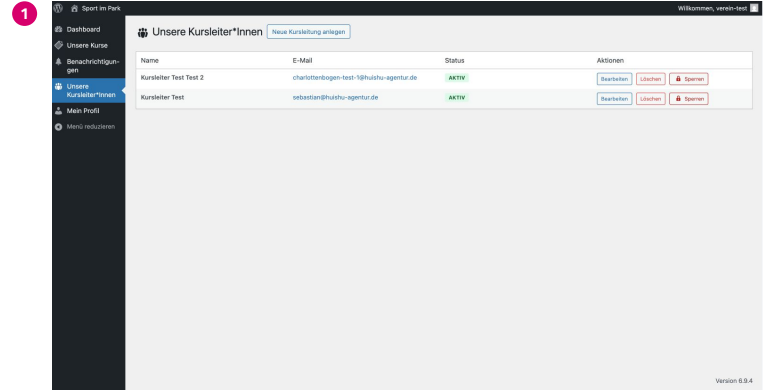 1
Sport im Park
Willkommen, verein-test
Dashboard
Unsere Kurse
Benachrichtigun-
gen
Unsere
Kursleiter*Innen
Mein Profil
Menü reduzieren
Unsere Kursleiter*Innen Neue Kursleitung anlegen
Name E-Mail Status Aktionen
Kursleiter Test Test 2 charlottenbogen-test-1@huishu-agentur.de AKTIV Bearbeiten Löschen Sperren
Kursleiter Test sebastian@huishu-agentur.de AKTIV Bearbeiten Löschen Sperren
Version 6.9.4